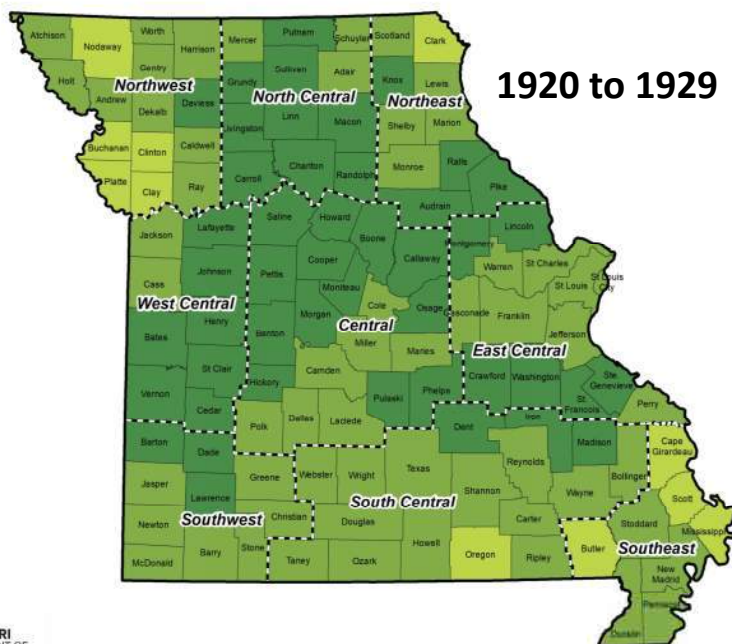 1920 to 1929
Atchison
Nodaway
Worth
Harrison
Gentry
Holt
Andrew
Dekalb
Daviess
Northwest
Buchanan
Clinton
Caldwell
Platte
Clay
Ray
Mercer
Putnam
Schuyler
Grundy
Sullivan
Adair
North Central
Livingston
Linn
Macon
Carroll
Chariton
Randolph
Scotland
Clark
Knox
Lewis
Northeast
Shelby
Marion
Monroe
Ralls
Audrain
Pike
Jackson
Lafayette
Cass
Johnson
West Central
Bates
Henry
St Clair
Vernon
Cedar
Saline
Howard
Boone
Pettis
Cooper
Callaway
Moniteau
Cole
Osage
Morgan
Benton
Central
Miller
Maries
Camden
Hickory
Pulaski
Phelps
Polk
Dallas
Laclede
Montgomery
Lincoln
Warren
St Charles
St Louis
St Louis
City
Gasconade
Franklin
Jefferson
East Central
Crawford
Washington
Ste.
Genevieve
St
Francois
Perry
Barton
Dade
Jasper
Greene
Lawrence
Christian
Southwest
Newton
Stone
Barry
McDonald
Dent
Iron
Madison
Reynolds
Bollinger
Webster
Wright
Texas
Shannon
Wayne
South Central
Douglas
Carter
Howell
Taney
Ozark
Oregon
Ripley
Cape
Girardeau
Scott
Stoddard
Mississippi
Butler
Southeast
New
Madrid
Pemiscot
Dunklin
RI